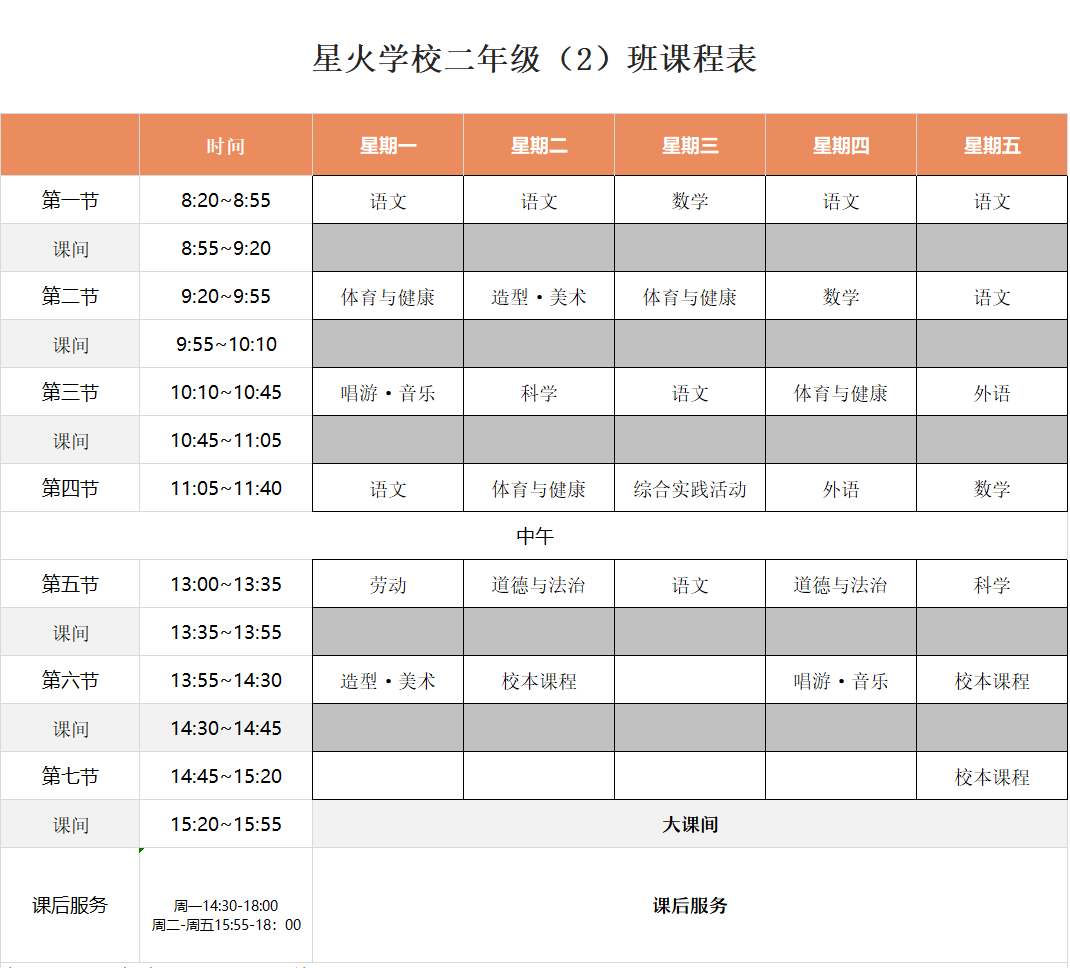 星火学校二年级（2）班课程表
时间 星期一 星期二 星期三 星期四 星期五
第一节 8:20~8:55 语文 语文 数学 语文 语文
课间 8:55~9:20
第二节 9:20~9:55 体育与健康 造型·美术 体育与健康 数学 语文
课间 9:55~10:10
第三节 10:10~10:45 唱游·音乐 科学 语文 体育与健康 外语
课间 10:45~11:05
第四节 11:05~11:40 语文 体育与健康 综合实践活动 外语 数学
中午
第五节 13:00~13:35 劳动 道德与法治 语文 道德与法治 科学
课间 13:35~13:55
第六节 13:55~14:30 造型·美术 校本课程 唱游·音乐 校本课程
课间 14:30~14:45
第七节 14:45~15:20 校本课程
课间 15:20~15:55 大课间
课后服务 周一14:30-18:00 课后服务
周二-周五15:55-18：00